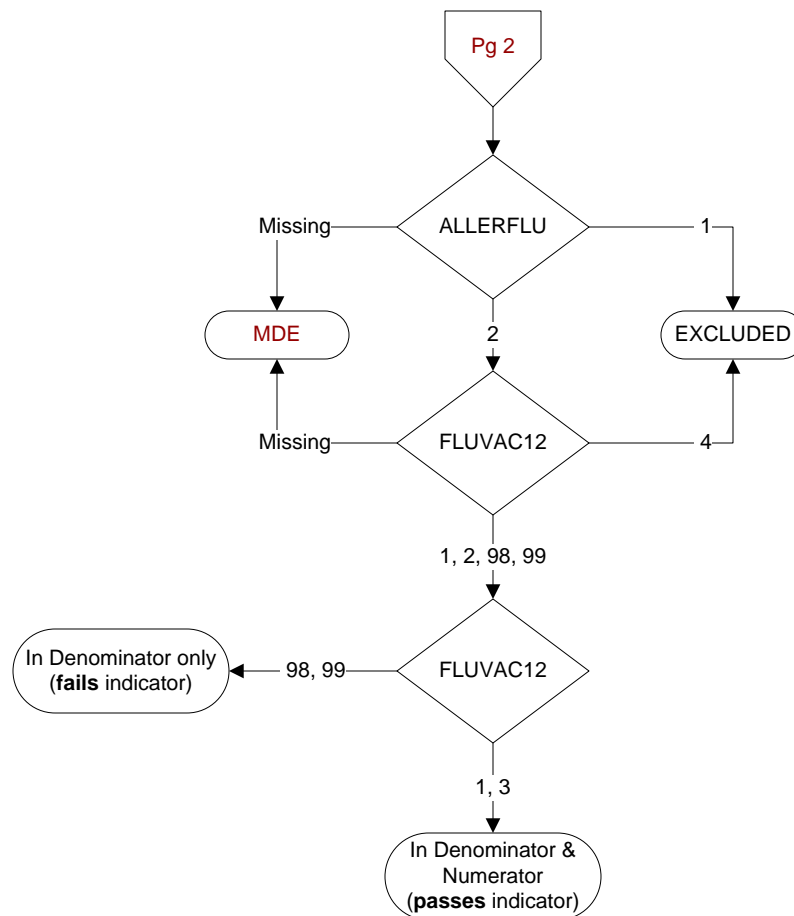 Pg 2
ALLERFLU
Missing
1
MDE
2
EXCLUDED
FLUVAC12
Missing
4
1, 2, 98, 99
In Denominator only
(fails indicator)
98, 99
FLUVAC12
1, 3
In Denominator &
Numerator
(passes indicator)